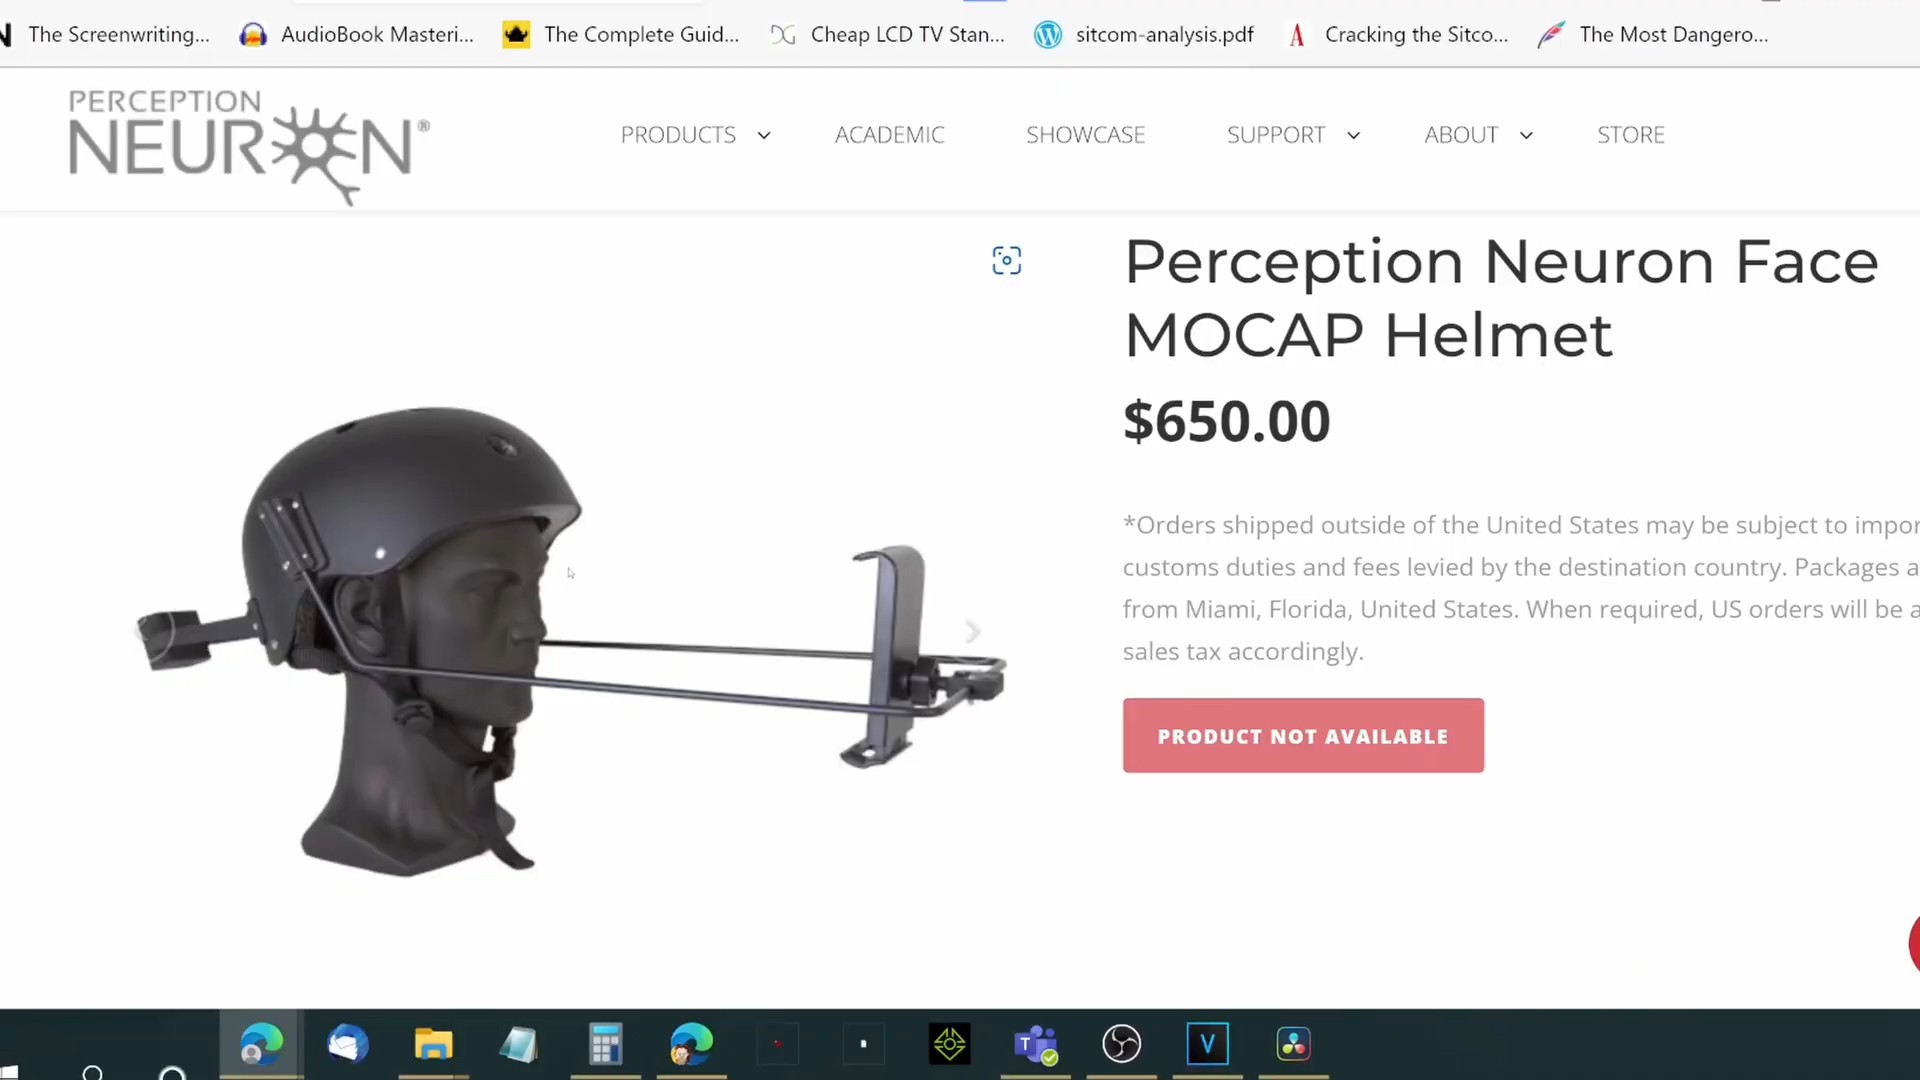 The Screenwriting... AudioBook Masteri... The Complete Guid... Cheap LCD TV Stan... sitcom-analysis.pdf Cracking the Sitco... The Most Dangero...
PERCEPTION
NEURON®
PRODUCTS ACADEMIC SHOWCASE SUPPORT ABOUT STORE
Perception Neuron Face
MOCAP Helmet
$650.00
*Orders shipped outside of the United States may be subject to impor
customs duties and fees levied by the destination country. Packages a
from Miami, Florida, United States. When required, US orders will be a
sales tax accordingly.
PRODUCT NOT AVAILABLE